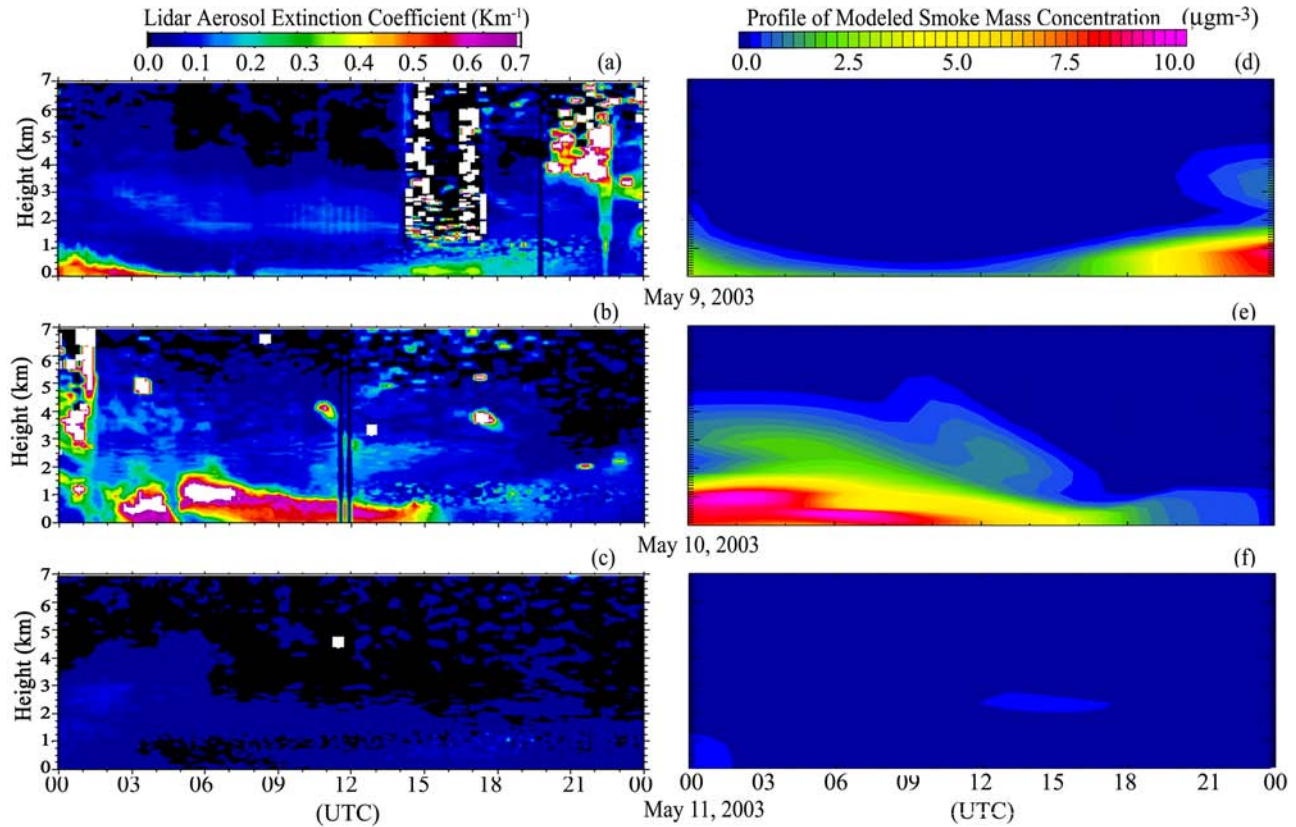 Lidar Aerosol Extinction Coefficient (Km-1)
0.0 0.1 0.2 0.3 0.4 0.5 0.6 0.7
Profile of Modeled Smoke Mass Concentration (μgm-3)
0.0 2.5 5.0 7.5 10.0
(a)
(d)
Height (km)
7
6
5
4
3
2
1
0
May 9, 2003
(b)
(e)
Height (km)
7
6
5
4
3
2
1
0
May 10, 2003
(c)
(f)
Height (km)
7
6
5
4
3
2
1
0
00 03 06 09 12 15 18 21 00
00 03 06 09 12 15 18 21 00
(UTC)
May 11, 2003
(UTC)